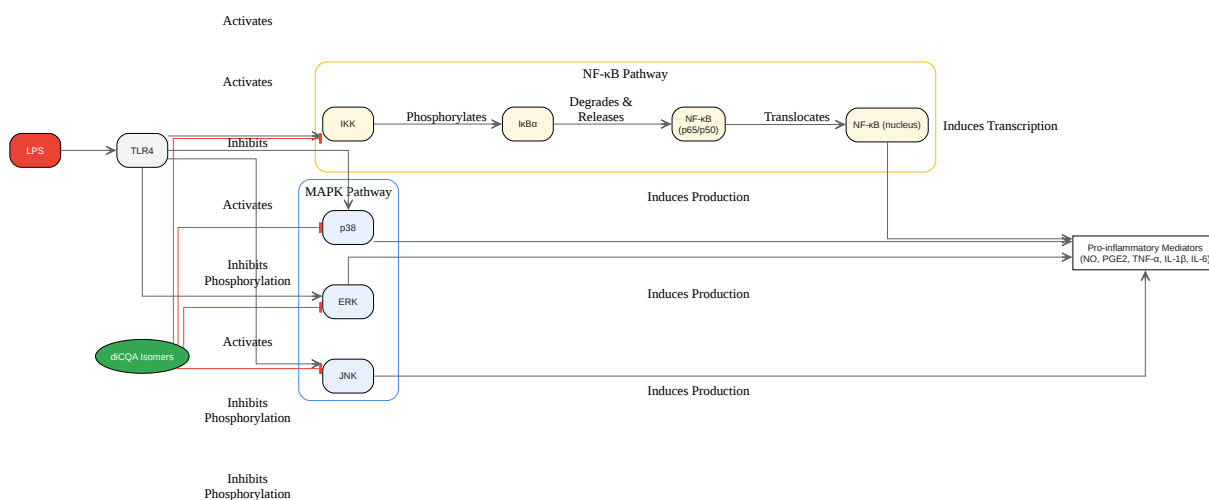 Activates
NF-κB Pathway
Activates
Degrades &
Releases
IKK
Phosphorylates
IκBα
NF-κB
(p65/p50)
Translocates
NF-κB (nucleus)
Induces Transcription
LPS
TLR4
Inhibits
MAPK Pathway
Induces Production
Activates
p38
Pro-inflammatory Mediators
(NO, PGE2, TNF-α, IL-1β, IL-6)
Inhibits
Phosphorylation
Induces Production
ERK
Activates
diCQA Isomers
JNK
Induces Production
Inhibits
Phosphorylation
Inhibits
Phosphorylation